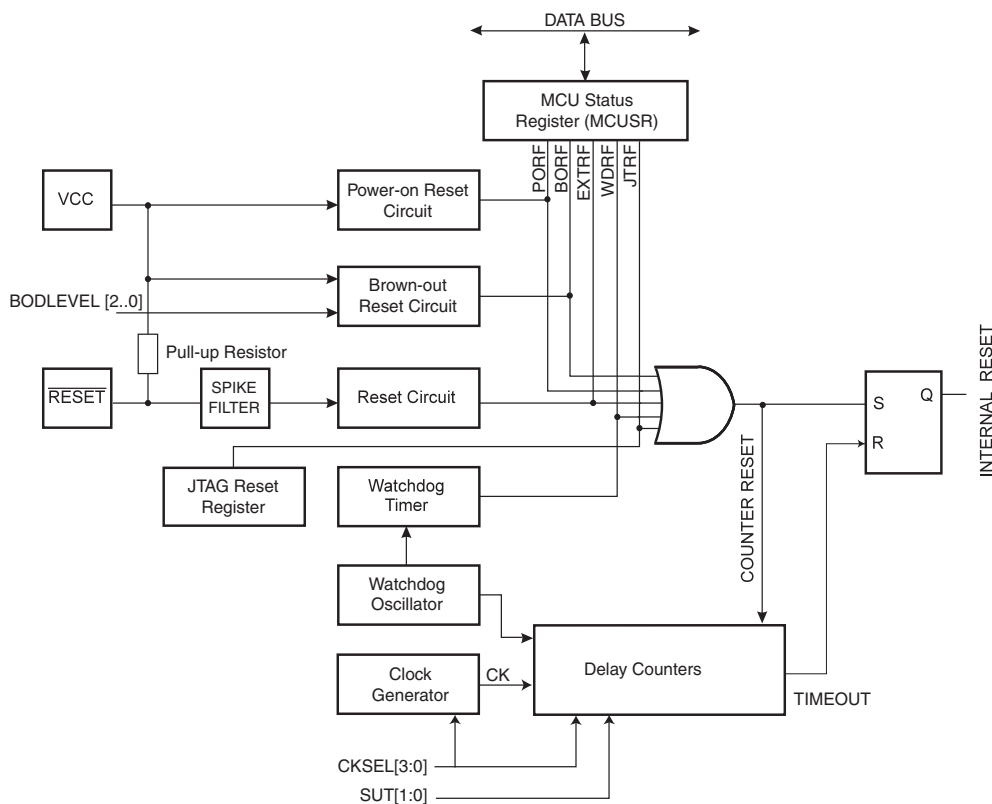 DATA BUS
MCU Status
Register (MCUSR)
PORF
BORF
EXTRF
WDRF
JTRF
VCC
Power-on Reset
Circuit
Brown-out
Reset Circuit
BODLEVEL [2..0]
Pull-up Resistor
RESET
SPIKE
FILTER
Reset Circuit
JTAG Reset
Register
Watchdog
Timer
Watchdog
Oscillator
Clock
Generator
CK
Delay Counters
COUNTER RESET
S
R
Q
INTERNAL RESET
TIMEOUT
CKSEL[3:0]
SUT[1:0]